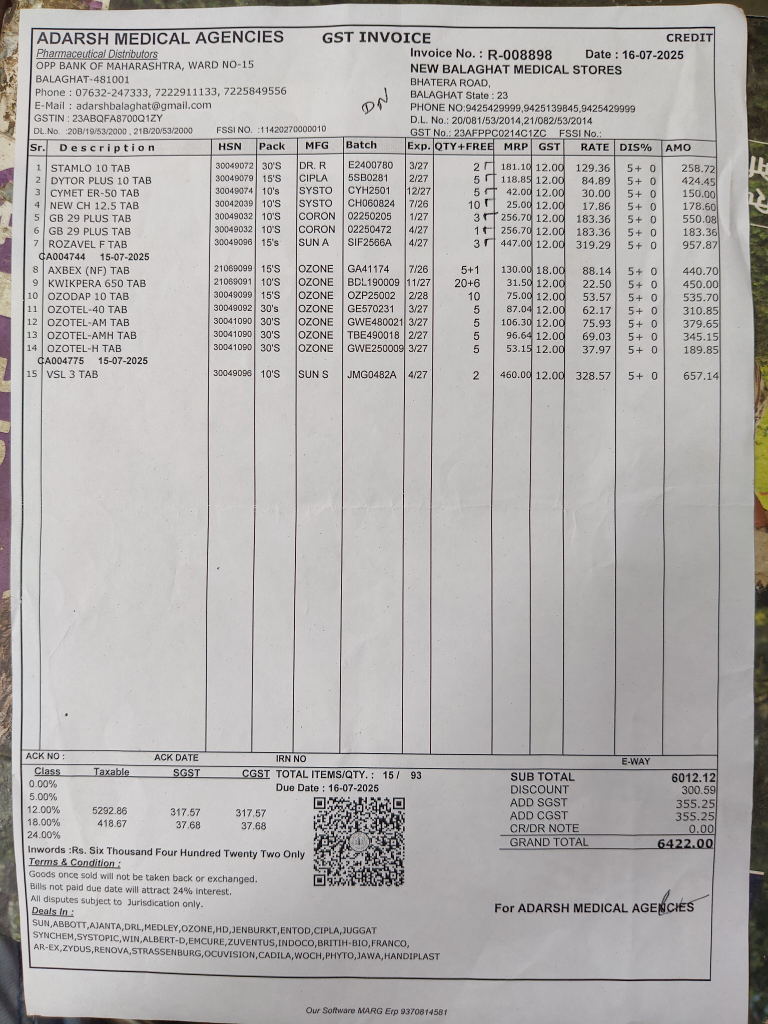 ADARSH MEDICAL AGENCIES GST INVOICE CREDIT
Pharmaceutical Distributors
OPP BANK OF MAHARASHTRA, WARD NO-15
BALAGHAT-481001
Phone : 07632-247333, 7222911133, 7225849556
E-Mail : adarshbalaghat@gmail.com
GSTIN : 23ABQFA8700Q1ZY
DL.No. :20B/19/53/2000 , 21B/20/53/2000 FSSI NO. :11420270000010
DN
Invoice No. : R-008898 Date : 16-07-2025
NEW BALAGHAT MEDICAL STORES
BHATERA ROAD,
BALAGHAT State : 23
PHONE NO:9425429999,9425139845,9425429999
D.L. No.: 20/081/53/2014,21/082/53/2014
GST No.: 23AFPPC0214C1ZC FSSI No.:
Sr. Description HSN Pack MFG Batch Exp. QTY+FREE MRP GST RATE DIS% AMO
1 STAMLO 10 TAB 30049072 30'S DR. R E2400780 3/27 2 181.10 12.00 129.36 5+ 0 258.72
2 DYTOR PLUS 10 TAB 30049079 15'S CIPLA 5SB0281 2/27 5 118.85 12.00 84.89 5+ 0 424.45
3 CYMET ER-50 TAB 30049074 10's SYSTO CYH2501 12/27 5 42.00 12.00 30.00 5+ 0 150.00
4 NEW CH 12.5 TAB 30042039 10's SYSTO CH060824 7/26 10 25.00 12.00 17.86 5+ 0 178.60
5 GB 29 PLUS TAB 30049032 10's CORON 02250205 1/27 3 256.70 12.00 183.36 5+ 0 550.08
6 GB 29 PLUS TAB 30049032 10's CORON 02250472 4/27 1 256.70 12.00 183.36 5+ 0 183.36
7 ROZAVEL F TAB 30049096 15's SUN A SIF2566A 4/27 3 447.00 12.00 319.29 5+ 0 957.87
CA004744 15-07-2025
8 AXBEX (NF) TAB 21069099 15'S OZONE GA41174 7/26 5+1 130.00 18.00 88.14 5+ 0 440.70
9 KWIKPERA 650 TAB 21069091 10's OZONE BDL190009 11/27 20+6 31.50 12.00 22.50 5+ 0 450.00
10 OZODAP 10 TAB 30049099 15'S OZONE OZP25002 2/28 10 75.00 12.00 53.57 5+ 0 535.70
11 OZOTEL-40 TAB 30049092 30's OZONE GE570231 3/27 5 87.04 12.00 62.17 5+ 0 310.85
12 OZOTEL-AM TAB 30041090 30'S OZONE GWE480021 3/27 5 106.30 12.00 75.93 5+ 0 379.65
13 OZOTEL-AMH TAB 30041090 30'S OZONE TBE490018 2/27 5 96.64 12.00 69.03 5+ 0 345.15
14 OZOTEL-H TAB 30041090 30'S OZONE GWE250009 3/27 5 53.15 12.00 37.97 5+ 0 189.85
CA004775 15-07-2025
15 VSL 3 TAB 30049096 10'S SUN S JMG0482A 4/27 2 460.00 12.00 328.57 5+ 0 657.14
ACK NO : ACK DATE IRN NO E-WAY
Class Taxable SGST CGST TOTAL ITEMS/QTY. : 15 / 93
0.00% Due Date : 16-07-2025
5.00%
12.00% 5292.86 317.57 317.57
18.00% 418.67 37.68 37.68
24.00%
SUB TOTAL 6012.12
DISCOUNT 300.59
ADD SGST 355.25
ADD CGST 355.25
CR/DR NOTE 0.00
GRAND TOTAL 6422.00
Inwords :Rs. Six Thousand Four Hundred Twenty Two Only
Terms & Condition :
Goods once sold will not be taken back or exchanged.
Bills not paid due date will attract 24% interest.
All disputes subject to Jurisdication only.
Deals In :
SUN,ABBOTT,AJANTA,DRL,MEDLEY,OZONE,HD,JENBURKT,ENTOD,CIPLA,JUGGAT
SYNCHEM,SYSTOPIC,WIN,ALBERT-D,EMCURE,ZUVENTUS,INDOCO,BRITIH-BIO,FRANCO,
AR-EX,ZYDUS,RENOVA,STRASSENBURG,OCUVISION,CADILA,WOCH,PHYTO,JAWA,HANDIPLAST
For ADARSH MEDICAL AGENCIES
Our Software MARG Erp 9370814581